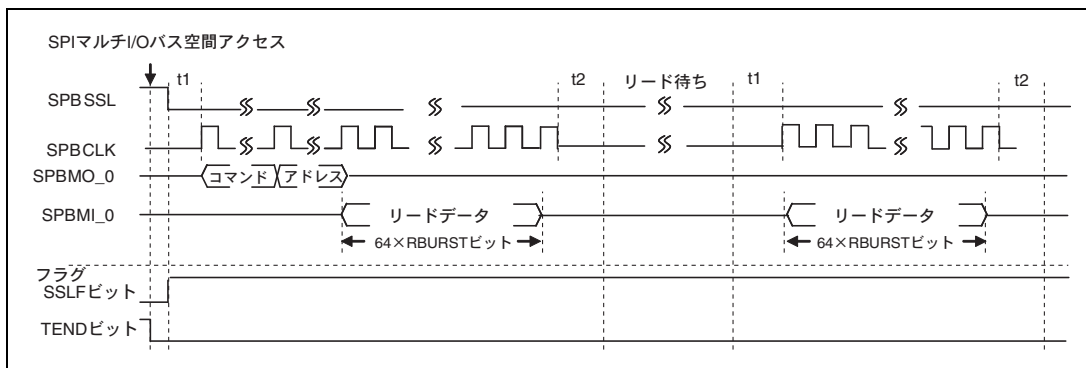 SPIマルチI/Oバス空間アクセス
t1 t2 リード待ち t1 t2
SPBSSL
SPBCLK
SPBMO_0 コマンド アドレス
SPBMI_0 リードデータ リードデータ
64×RBURSTビット 64×RBURSTビット
フラグ
SSLFビット
TENDビット